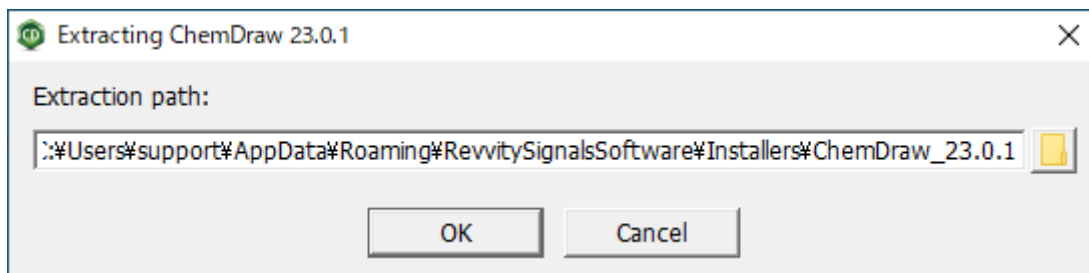 Extracting ChemDraw 23.0.1
Extraction path:
:¥Users¥support¥AppData¥Roaming¥RevvitySignalsSoftware¥Installers¥ChemDraw_23.0.1
OK
Cancel